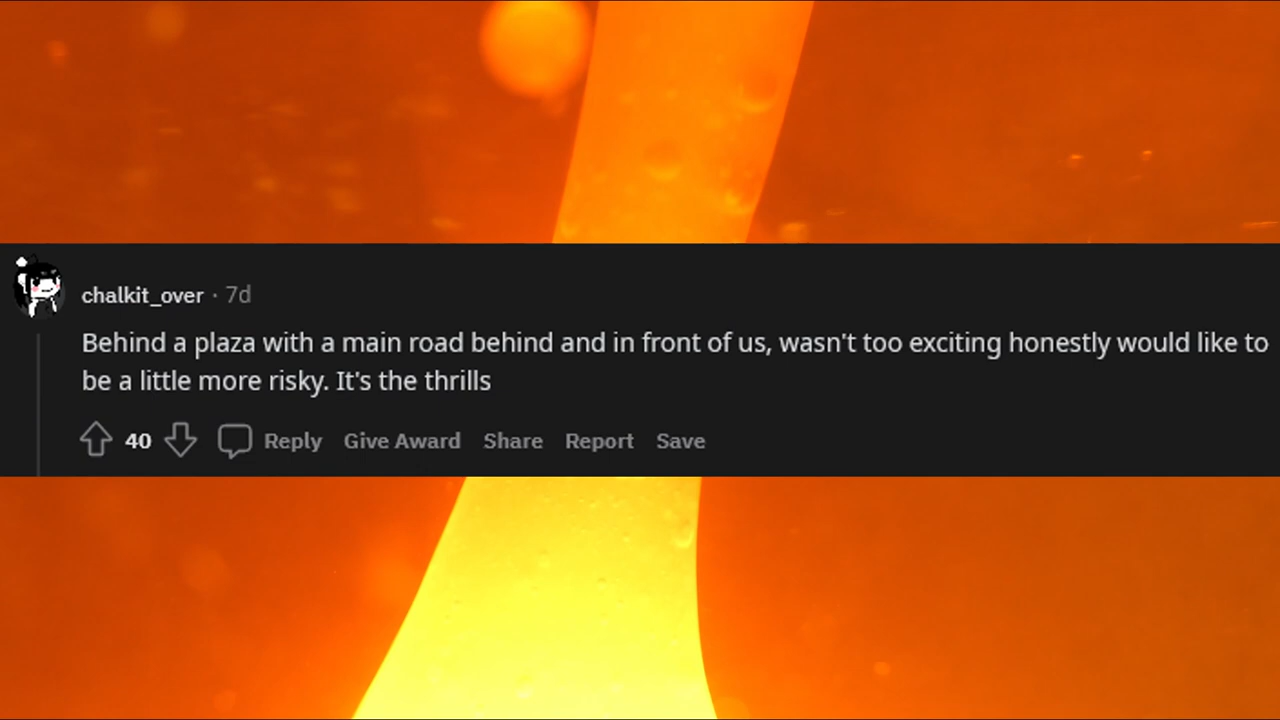 chalkit_over · 7d
Behind a plaza with a main road behind and in front of us, wasn't too exciting honestly would like to
be a little more risky. It's the thrills
40 Reply Give Award Share Report Save